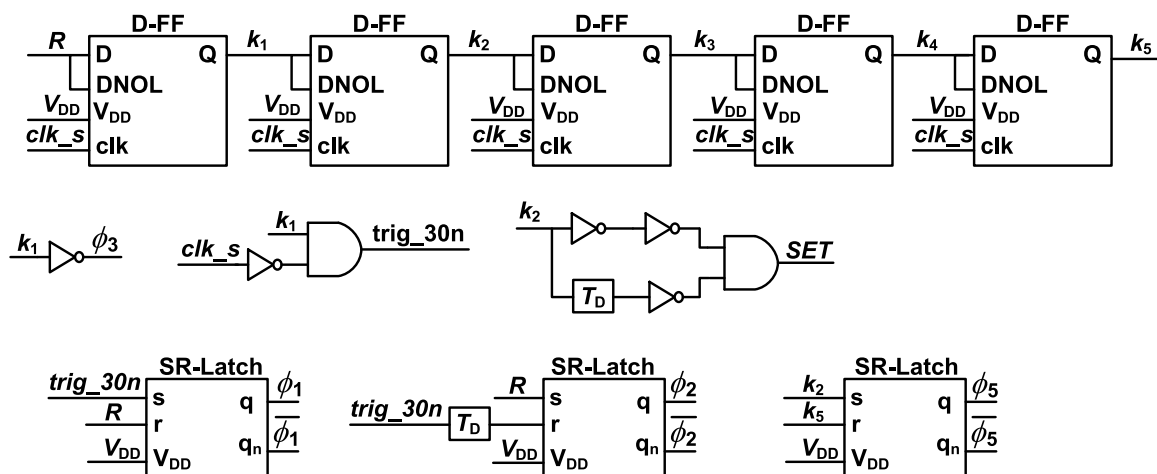 D-FF D-FF D-FF D-FF D-FF
R D Q k1 D Q k2 D Q k3 D Q k4 D Q k5
DNOL DNOL DNOL DNOL DNOL
VDD VDD VDD VDD VDD VDD VDD VDD VDD VDD
clk_s clk clk_s clk clk_s clk clk_s clk clk_s clk
k1 ϕ3
k1
clk_s
trig_30n
k2
TD
SET
SR-Latch
trig_30n s q ϕ1
R r
VDD VDD qn ϕ1
SR-Latch
R s q ϕ2
trig_30n TD r
VDD VDD qn ϕ2
SR-Latch
k2 s q ϕ5
k5 r
VDD VDD qn ϕ5